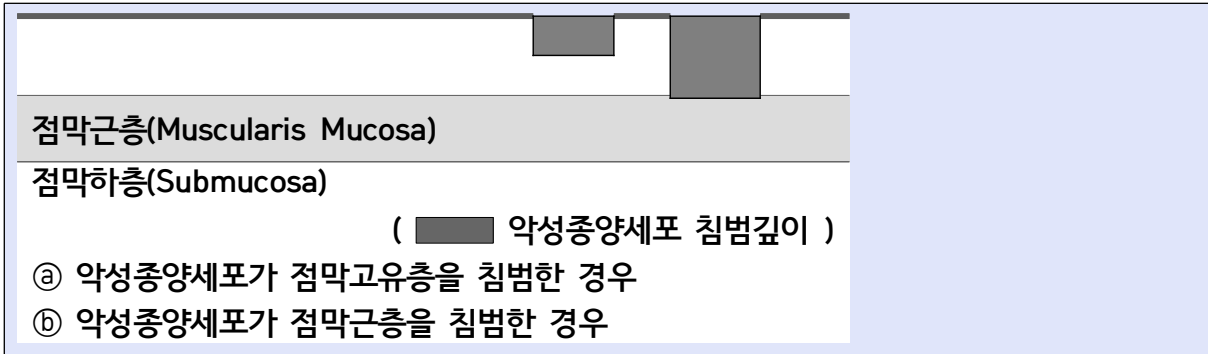 점막근층(Muscularis Mucosa)
점막하층(Submucosa)
( 악성종양세포 침범깊이 )
ⓐ 악성종양세포가 점막고유층을 침범한 경우
ⓑ 악성종양세포가 점막근층을 침범한 경우